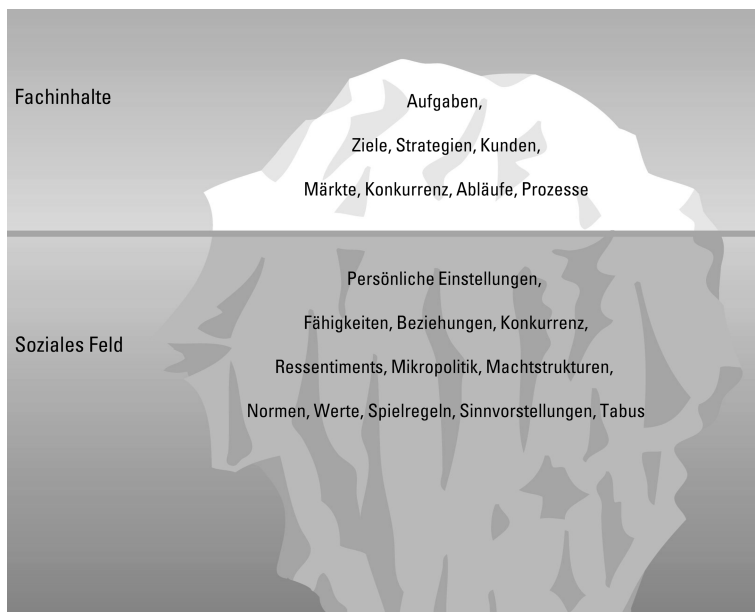 Fachinhalte
Aufgaben,
Ziele, Strategien, Kunden,
Märkte, Konkurrenz, Abläufe, Prozesse
Persönliche Einstellungen,
Fähigkeiten, Beziehungen, Konkurrenz,
Soziales Feld
Ressentiments, Mikropolitik, Machtstrukturen,
Normen, Werte, Spielregeln, Sinnvorstellungen, Tabus